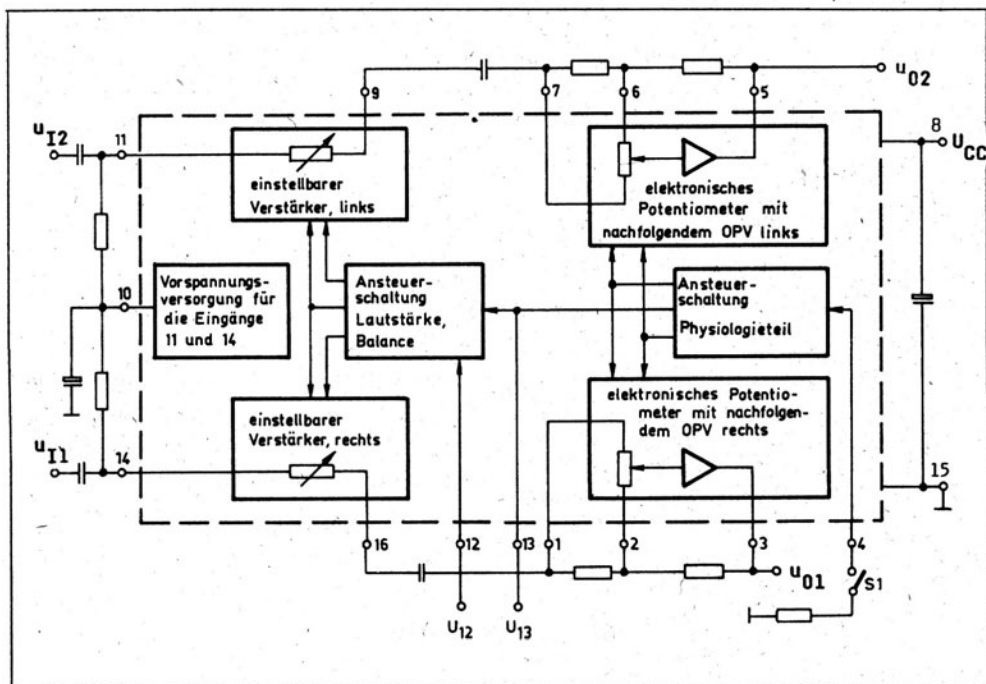 u02
9
7
6
5
uI2
11
8
UCC
einstellbarer
Verstärker, links
elektronisches
Potentiometer mit
nachfolgendem OPV links
10
Vorspannungs-
versorgung für
die Eingänge
11 und 14
Ansteuer-
schaltung
Lautstärke,
Balance
Ansteuer-
schaltung
Physiologieteil
einstellbarer
Verstärker, rechts
elektronisches Potentio-
meter mit nachfolgen-
dem OPV rechts
uI1
14
15
16
12
13
1
2
3
4
u01
S1
U12
U13